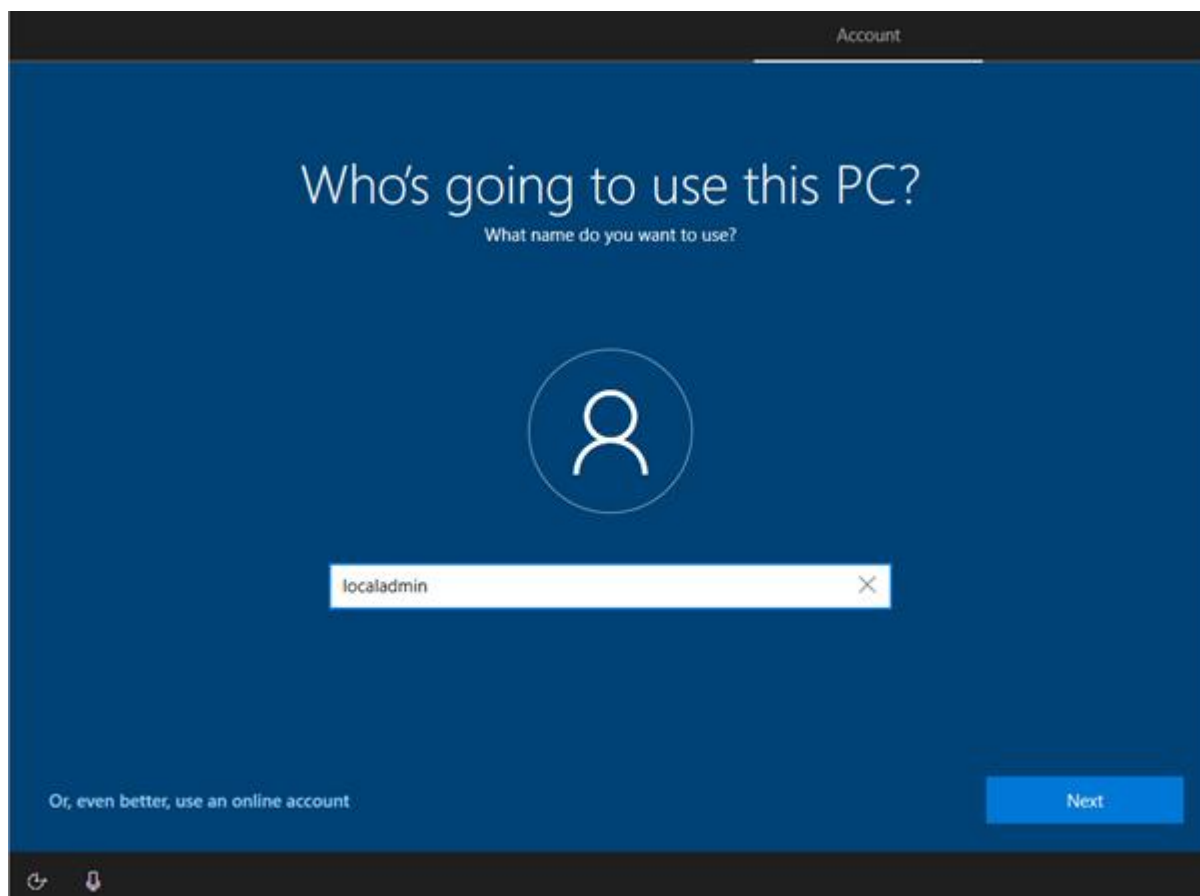 Account
Who's going to use this PC?
What name do you want to use?
localadmin
Or, even better, use an online account
Next